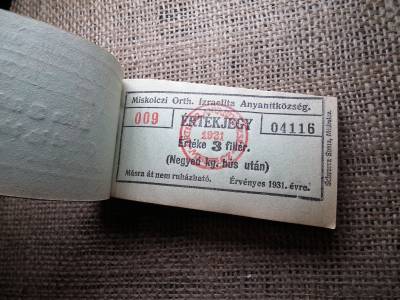 Miskolczi Orth. Izraelita Anyahitközség.
009
ÉRTÉKJEGY
04116
1931
Értéke 3 fillér.
(Negyed kg. hús után)
Másra át nem ruházható. Érvényes 1931. évre.